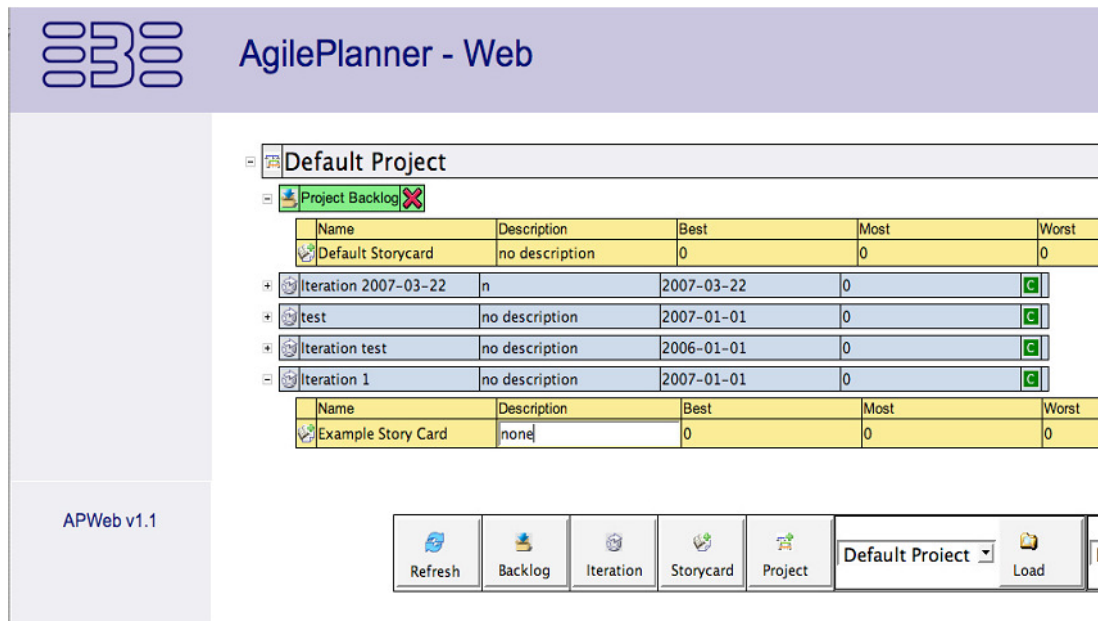 AgilePlanner - Web
Default Project
Project Backlog
Name Description Best Most Worst
Default Storycard no description 0 0 0
Iteration 2007-03-22 n 2007-03-22 0 C
test no description 2007-01-01 0 C
Iteration test no description 2006-01-01 0 C
Iteration 1 no description 2007-01-01 0 C
Name Description Best Most Worst
Example Story Card none 0 0 0
APWeb v1.1
Default Project
Refresh Backlog Iteration Storycard Project Load